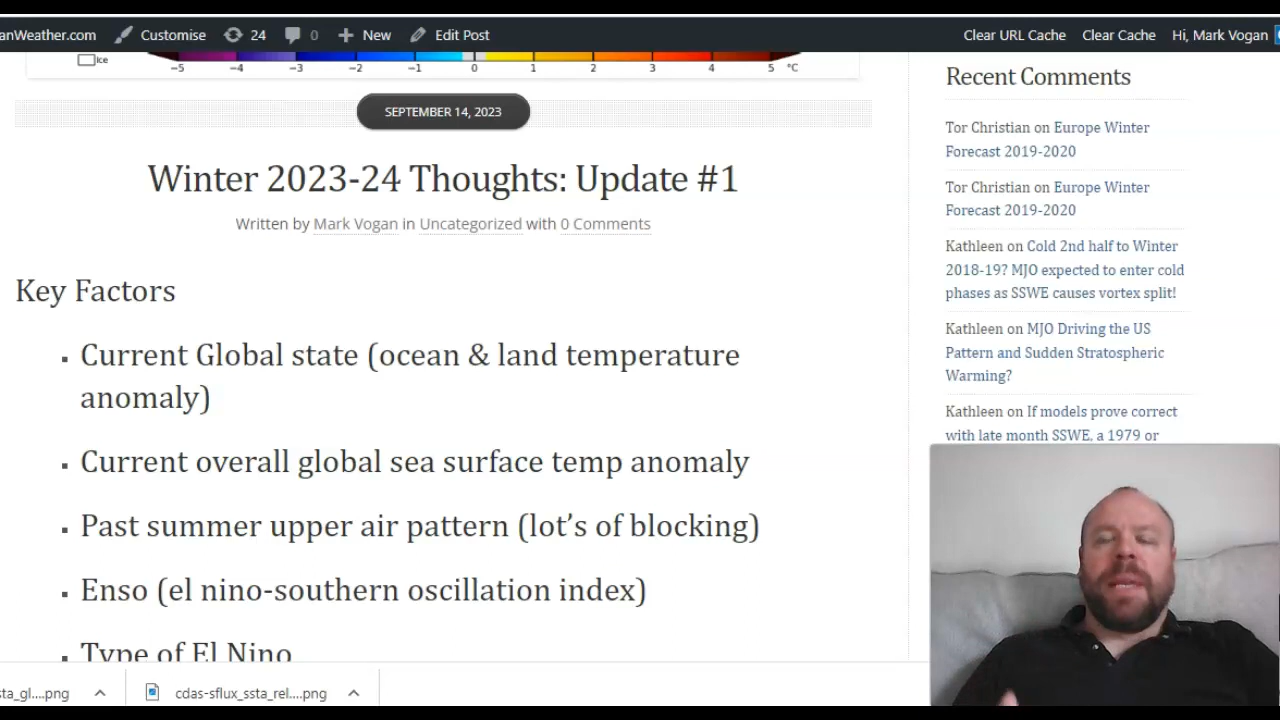 anWeather.com Customise 24 0 New Edit Post Clear URL Cache Clear Cache Hi, Mark Vogan
Ice
-5 -4 -3 -2 -1 0 1 2 3 4 5 °C
SEPTEMBER 14, 2023
Winter 2023-24 Thoughts: Update #1
Written by Mark Vogan in Uncategorized with 0 Comments
Key Factors
Current Global state (ocean & land temperature
anomaly)
Current overall global sea surface temp anomaly
Past summer upper air pattern (lot's of blocking)
Enso (el nino-southern oscillation index)
Type of El Nino
Recent Comments
Tor Christian on Europe Winter
Forecast 2019-2020
Tor Christian on Europe Winter
Forecast 2019-2020
Kathleen on Cold 2nd half to Winter
2018-19? MJO expected to enter cold
phases as SSWE causes vortex split!
Kathleen on MJO Driving the US
Pattern and Sudden Stratospheric
Warming?
Kathleen on If models prove correct
with late month SSWE, a 1979 or
sta_gl....png cdas-sflux_ssta_rel....png